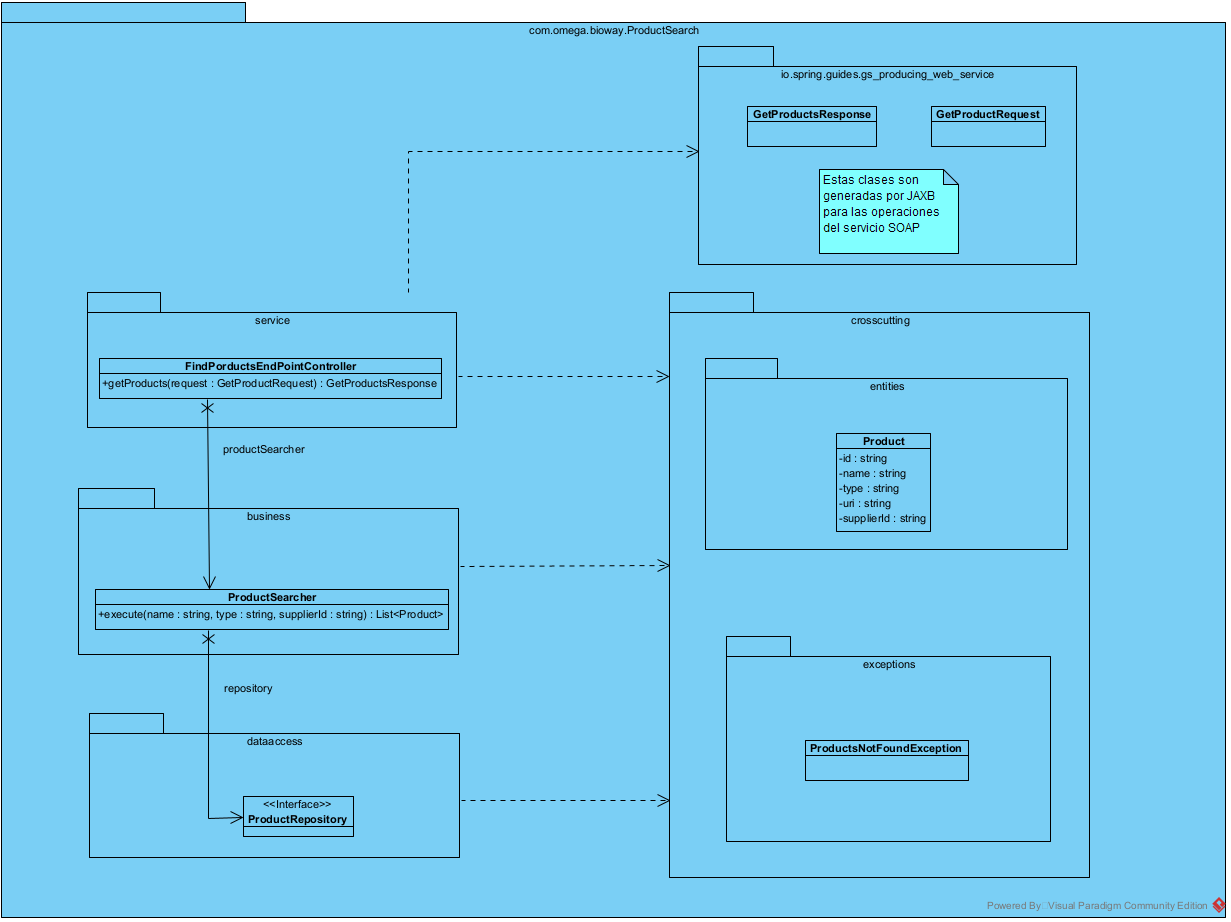 com.omega.bioway.ProductSearch
io.spring.guides.gs_producing_web_service
GetProductsResponse
GetProductRequest
Estas clases son
generadas por JAXB
para las operaciones
del servicio SOAP
service
FindPorductsEndPointController
+getProducts(request : GetProductRequest) : GetProductsResponse
productSearcher
business
ProductSearcher
+execute(name : string, type : string, supplierId : string) : List<Product>
repository
dataaccess
<<Interface>>
ProductRepository
crosscutting
entities
Product
-id : string
-name : string
-type : string
-uri : string
-supplierId : string
exceptions
ProductsNotFoundException
Powered By: Visual Paradigm Community Edition